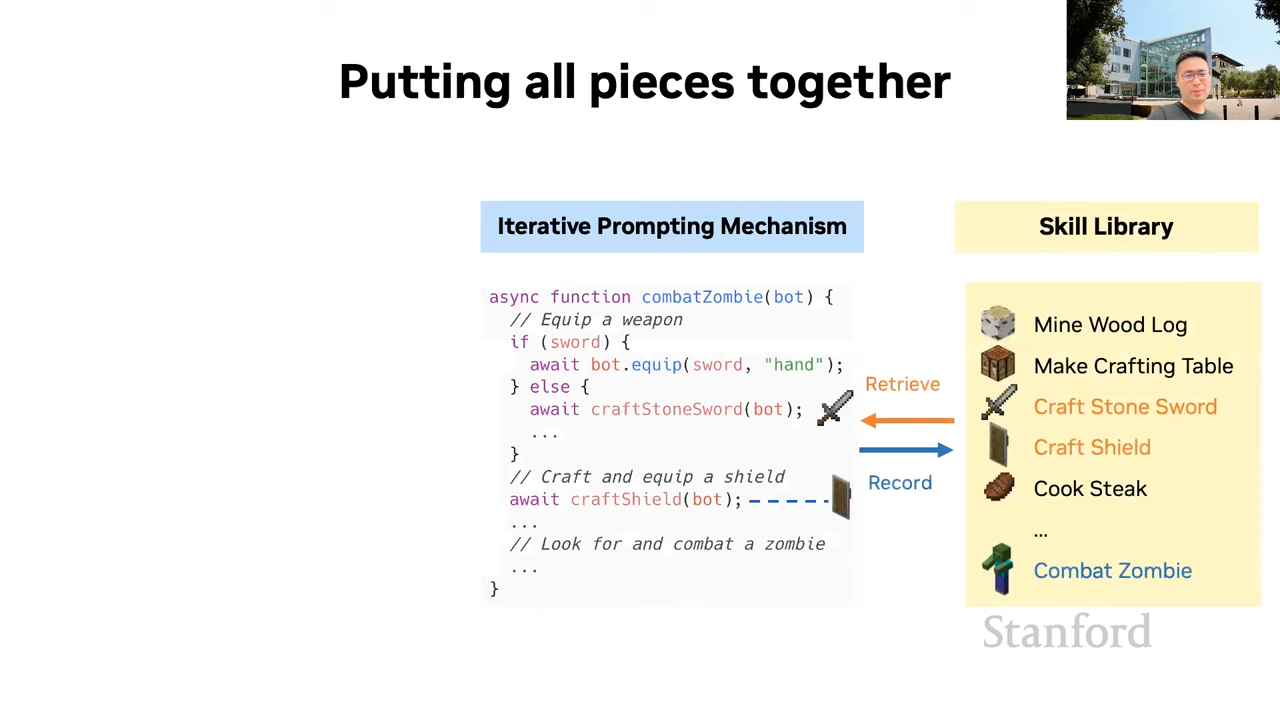 Putting all pieces together
Iterative Prompting Mechanism
async function combatZombie(bot) {
// Equip a weapon
if (sword) {
await bot.equip(sword, "hand");
} else {
await craftStoneSword(bot);
...
}
// Craft and equip a shield
await craftShield(bot);
...
// Look for and combat a zombie
...
}
Retrieve
Record
Skill Library
Mine Wood Log
Make Crafting Table
Craft Stone Sword
Craft Shield
Cook Steak
...
Combat Zombie
Stanford